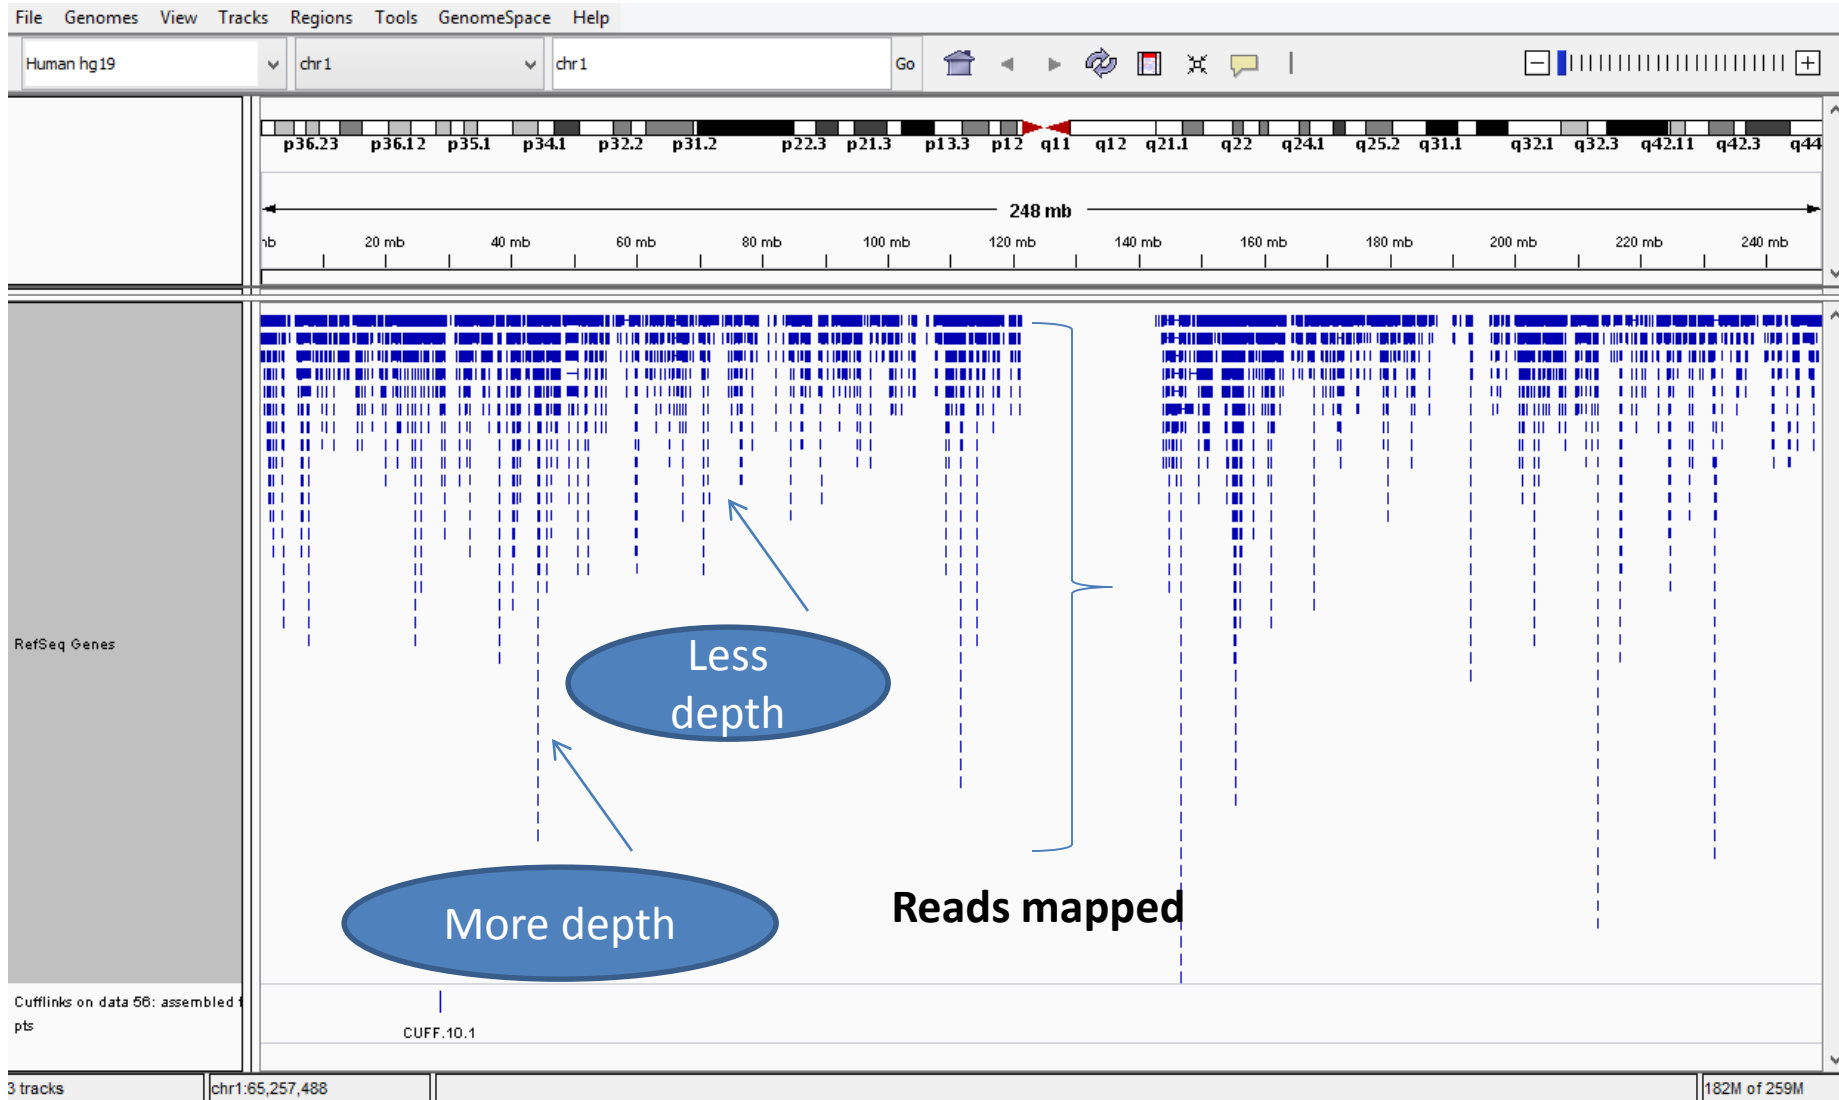 File Genomes View Tracks Regions Tools GenomeSpace Help
Human hg19 chr1 chr1 Go
p36.23 p36.12 p35.1 p34.1 p32.2 p31.2 p22.3 p21.3 p13.3 p12 q11 q12 q21.1 q22 q24.1 q25.2 q31.1 q32.1 q32.3 q42.11 q42.3 q44
248 mb
20 mb 40 mb 60 mb 80 mb 100 mb 120 mb 140 mb 160 mb 180 mb 200 mb 220 mb 240 mb
RefSeq Genes
Less
depth
More depth
Reads mapped
Cufflinks on data 56: assembled t
pts
CUFF.10.1
3 tracks chr1:65,257,488 182M of 259M